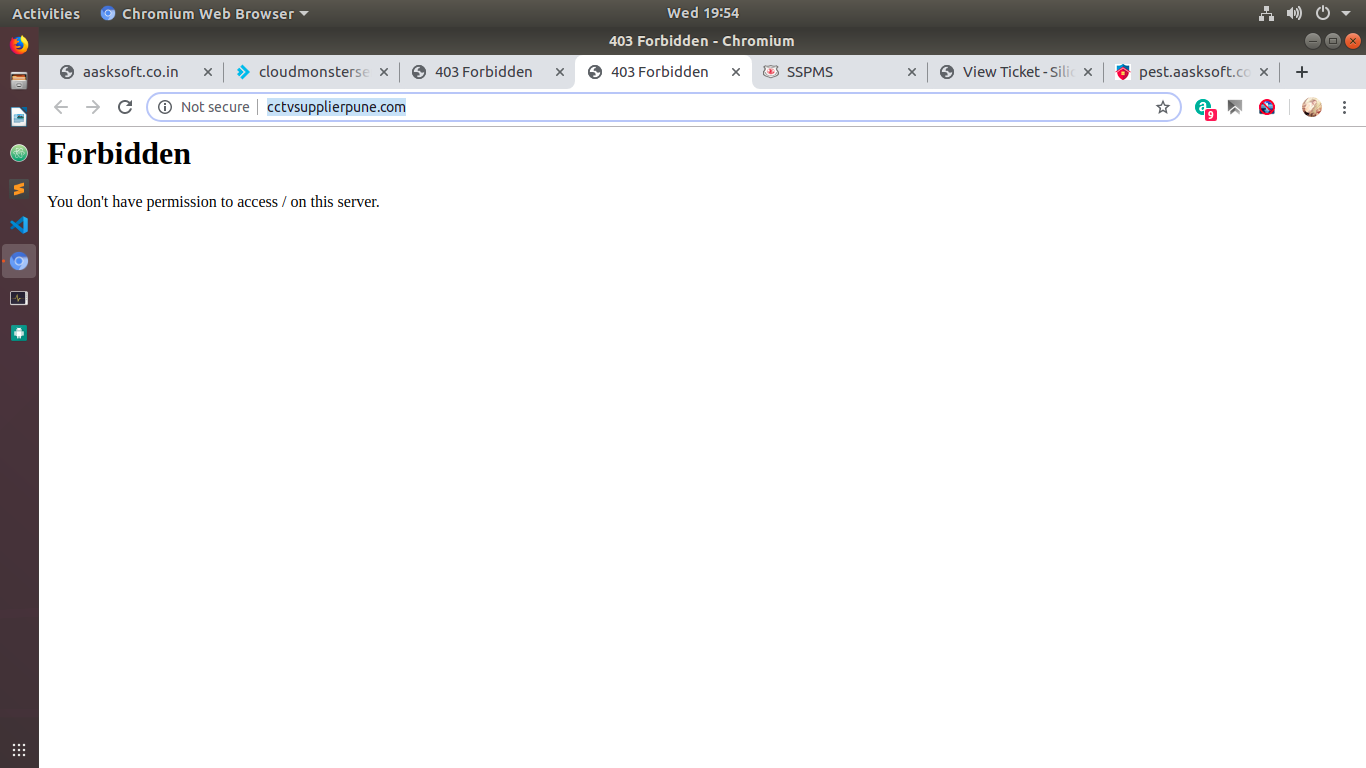 Activities
Chromium Web Browser
Wed 19:54
403 Forbidden - Chromium
aasksoft.co.in
cloudmonsterse
403 Forbidden
403 Forbidden
SSPMS
View Ticket - Silic
pest.aasksoft.co
Not secure
cctvsupplierpune.com
a
9
Forbidden
You don't have permission to access / on this server.